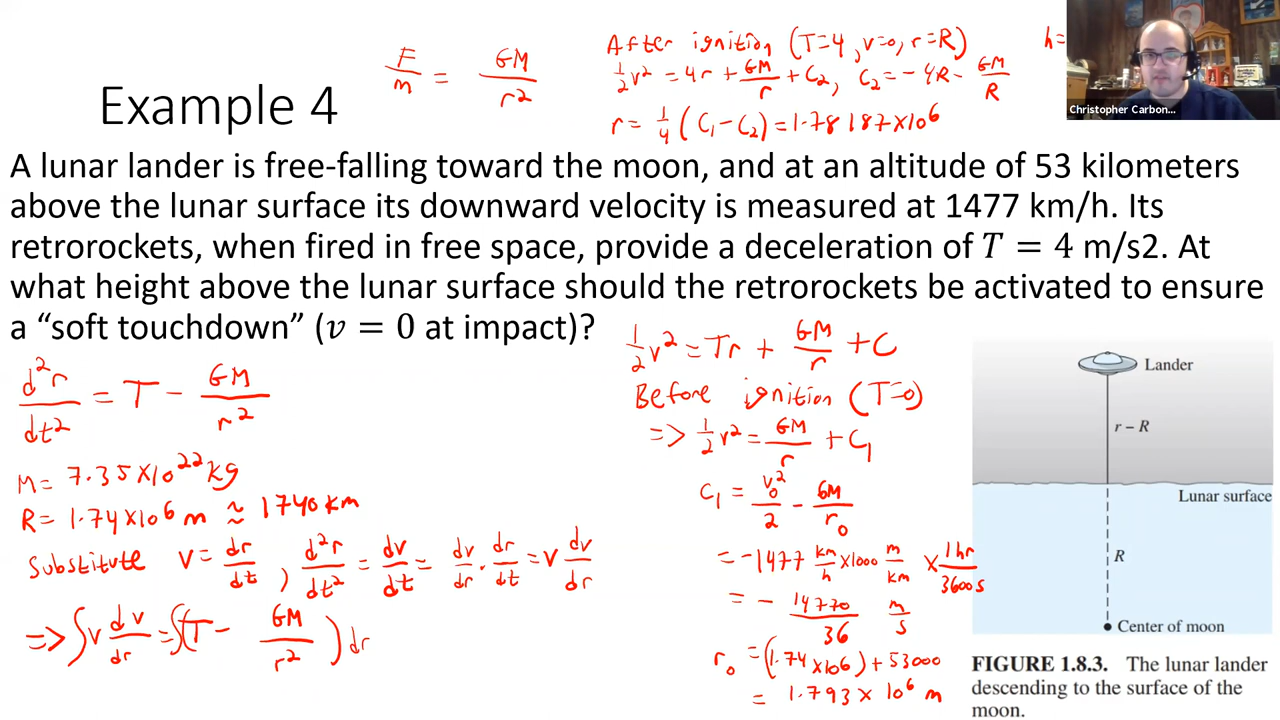 F/m = GM/r²
After ignition (T=4, v=0, r=R)
½v² = 4r + GM/r + C₂, C₂ = -4R - GM/R
r = ¼ (C₁ - C₂) = 1.78187×10⁶
h=
Christopher Carbon...
Example 4
A lunar lander is free-falling toward the moon, and at an altitude of 53 kilometers
above the lunar surface its downward velocity is measured at 1477 km/h. Its
retrorockets, when fired in free space, provide a deceleration of T = 4 m/s2. At
what height above the lunar surface should the retrorockets be activated to ensure
a “soft touchdown” (v = 0 at impact)?
d²r/dt² = T - GM/r²
M = 7.35×10²² kg
R = 1.74×10⁶ m ≈ 1740 km
Substitute v = dr/dt, d²r/dt² = dv/dt = dv/dr · dr/dt = v dv/dr
=> ∫v dv/dr = ∫(T - GM/r²) dr
½v² = Tr + GM/r + C
Before ignition (T=0)
=> ½v² = GM/r + C₁
C₁ = v₀²/2 - GM/r₀
= -1477 km/h × 1000 m/km × 1hr/3600s
= - 14770/36 m/s
r₀ = (1.74×10⁶) + 53000
= 1.793 × 10⁶ m
Lander
r − R
Lunar surface
R
Center of moon
FIGURE 1.8.3. The lunar lander
descending to the surface of the
moon.